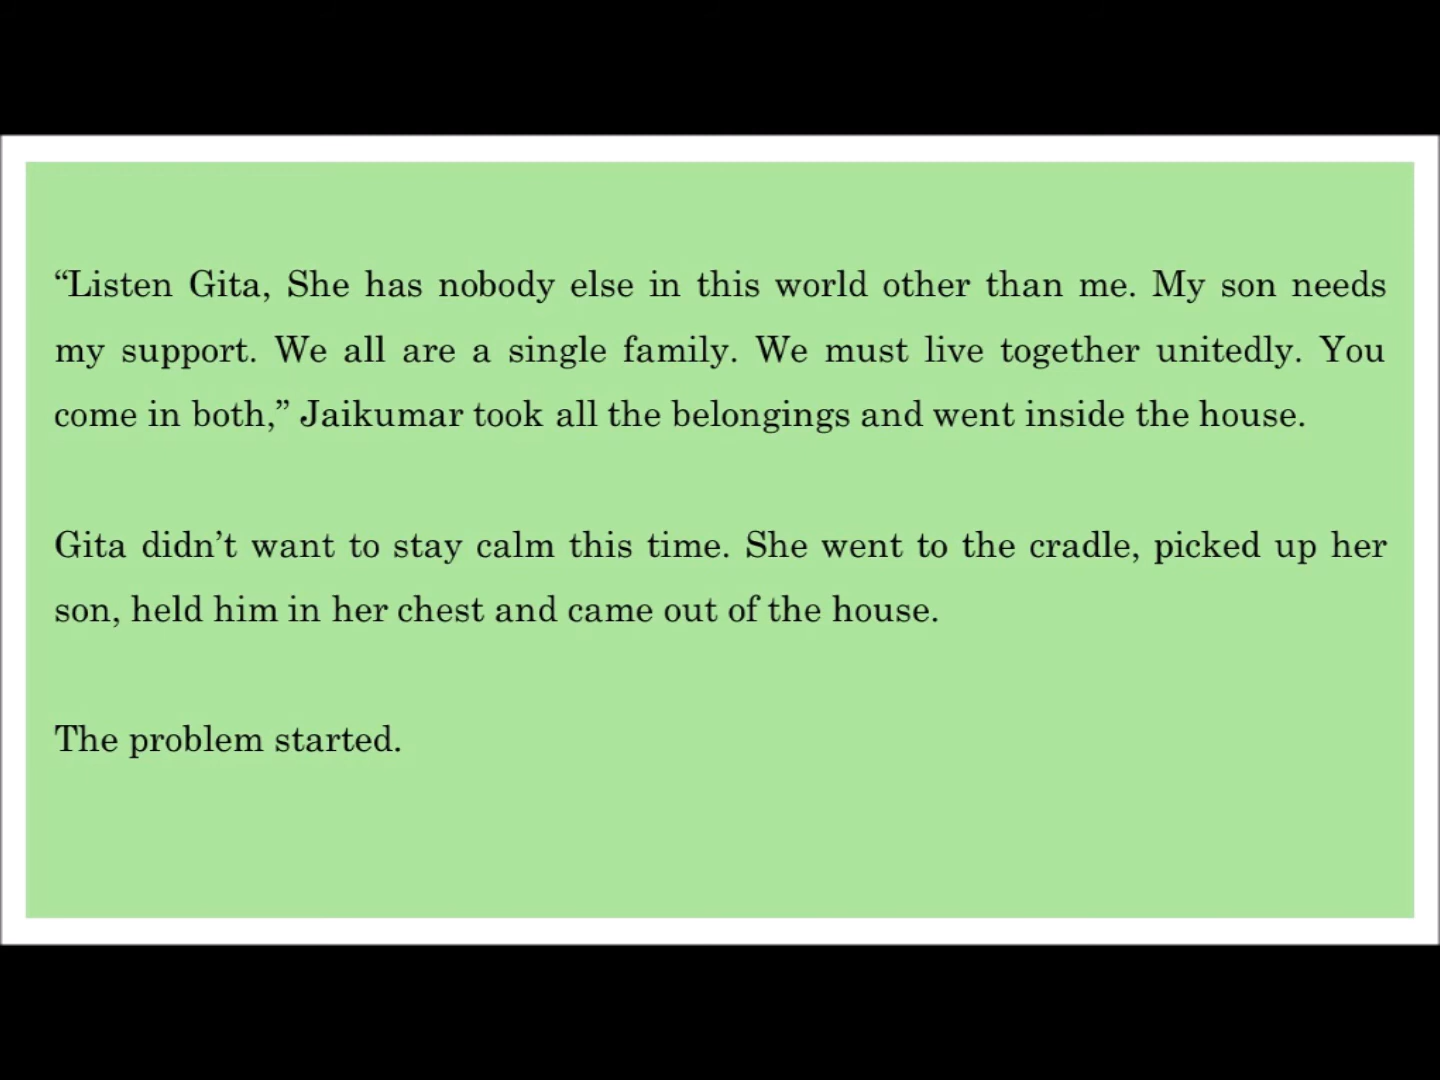 “Listen Gita, She has nobody else in this world other than me. My son needs
my support. We all are a single family. We must live together unitedly. You
come in both,” Jaikumar took all the belongings and went inside the house.
Gita didn’t want to stay calm this time. She went to the cradle, picked up her
son, held him in her chest and came out of the house.
The problem started.